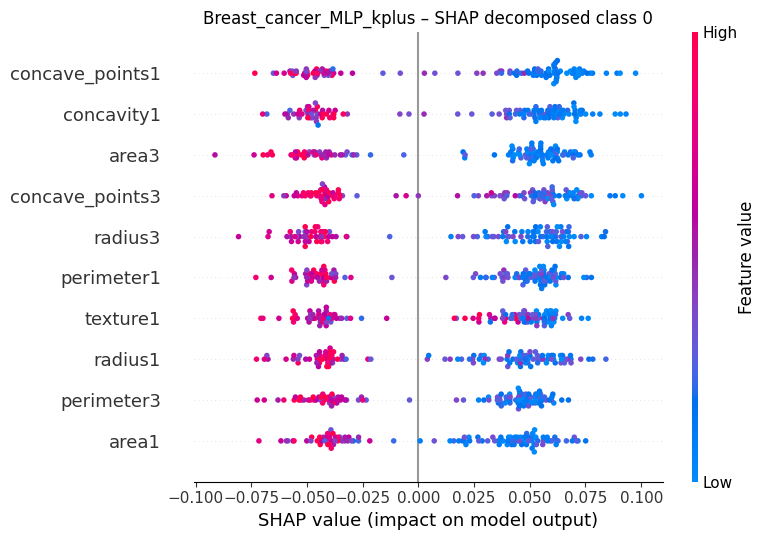 Breast_cancer_MLP_kplus – SHAP decomposed class 0
High
concave_points1
concavity1
area3
concave_points3
radius3
perimeter1
texture1
radius1
perimeter3
area1
Feature value
Low
−0.100 −0.075 −0.050 −0.025 0.000 0.025 0.050 0.075 0.100
SHAP value (impact on model output)